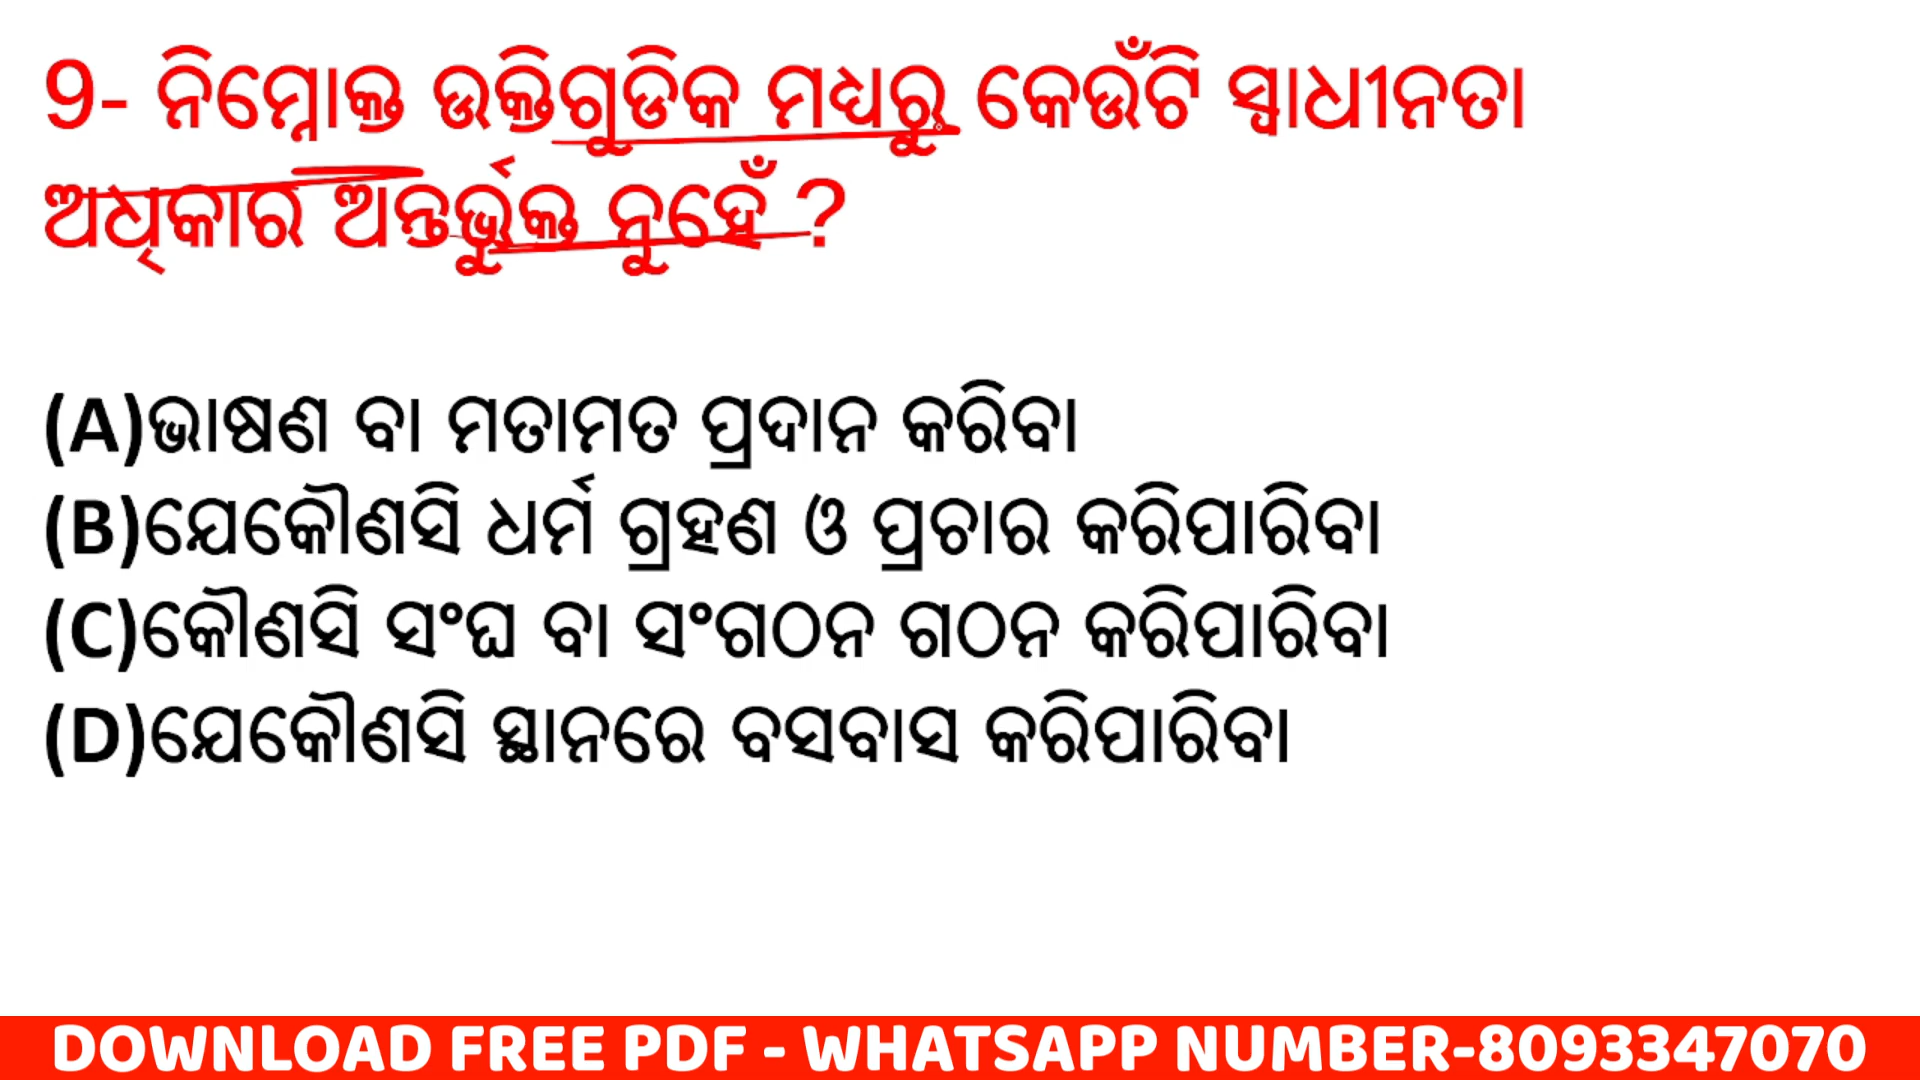 9- ନିମ୍ନୋକ୍ତ ଉକ୍ତିଗୁଡିକ ମଧ୍ୟରୁ କେଉଁଟି ସ୍ୱାଧୀନତା
ଅଧିକାର ଅନ୍ତର୍ଭୁକ୍ତ ନୁହେଁ ?
(A)ଭାଷଣ ବା ମତାମତ ପ୍ରଦାନ କରିବା
(B)ଯେକୌଣସି ଧର୍ମ ଗ୍ରହଣ ଓ ପ୍ରଚାର କରିପାରିବା
(C)କୌଣସି ସଂଘ ବା ସଂଗଠନ ଗଠନ କରିପାରିବା
(D)ଯେକୌଣସି ସ୍ଥାନରେ ବସବାସ କରିପାରିବା
DOWNLOAD FREE PDF - WHATSAPP NUMBER-8093347070